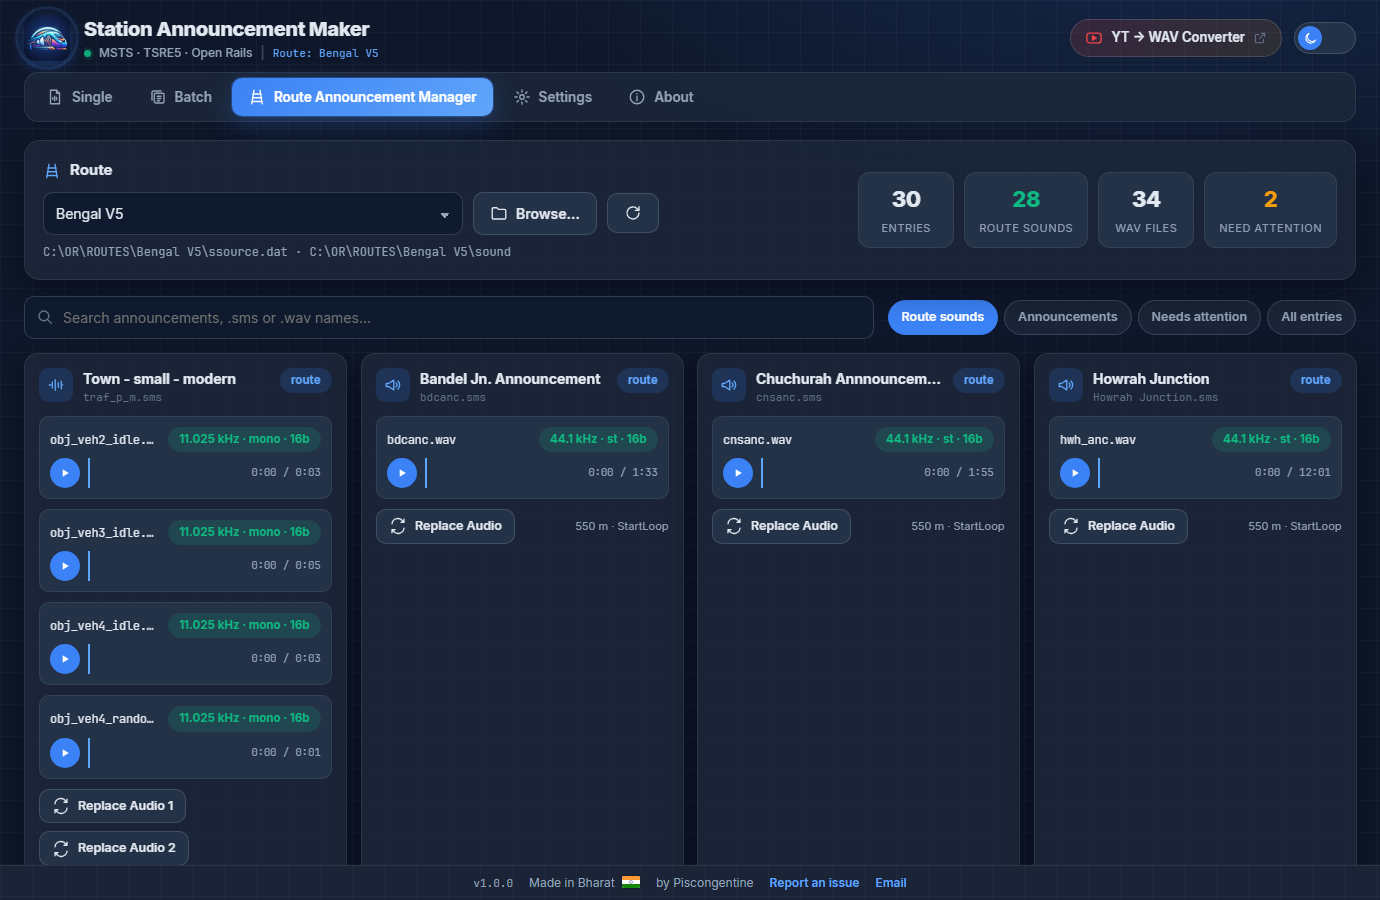 Station Announcement Maker
MSTS · TSRE5 · Open Rails | Route: Bengal V5
YT → WAV Converter
Single
Batch
Route Announcement Manager
Settings
About
Route
Bengal V5
Browse...
C:\OR\ROUTES\Bengal V5\ssource.dat · C:\OR\ROUTES\Bengal V5\sound
30
ENTRIES
28
ROUTE SOUNDS
34
WAV FILES
2
NEED ATTENTION
Search announcements, .sms or .wav names...
Route sounds
Announcements
Needs attention
All entries
Town - small - modern
route
traf_p_m.sms
obj_veh2_idle.…
11.025 kHz · mono · 16b
0:00 / 0:03
obj_veh3_idle.…
11.025 kHz · mono · 16b
0:00 / 0:05
obj_veh4_idle.…
11.025 kHz · mono · 16b
0:00 / 0:03
obj_veh4_rando…
11.025 kHz · mono · 16b
0:00 / 0:01
Replace Audio 1
Replace Audio 2
Bandel Jn. Announcement
route
bdcanc.sms
bdcanc.wav
44.1 kHz · st · 16b
0:00 / 1:33
Replace Audio
550 m · StartLoop
Chuchurah Annnouncem…
route
cnsanc.sms
cnsanc.wav
44.1 kHz · st · 16b
0:00 / 1:55
Replace Audio
550 m · StartLoop
Howrah Junction
route
Howrah Junction.sms
hwh_anc.wav
44.1 kHz · st · 16b
0:00 / 12:01
Replace Audio
550 m · StartLoop
v1.0.0 Made in Bharat by Piscongentine Report an issue Email